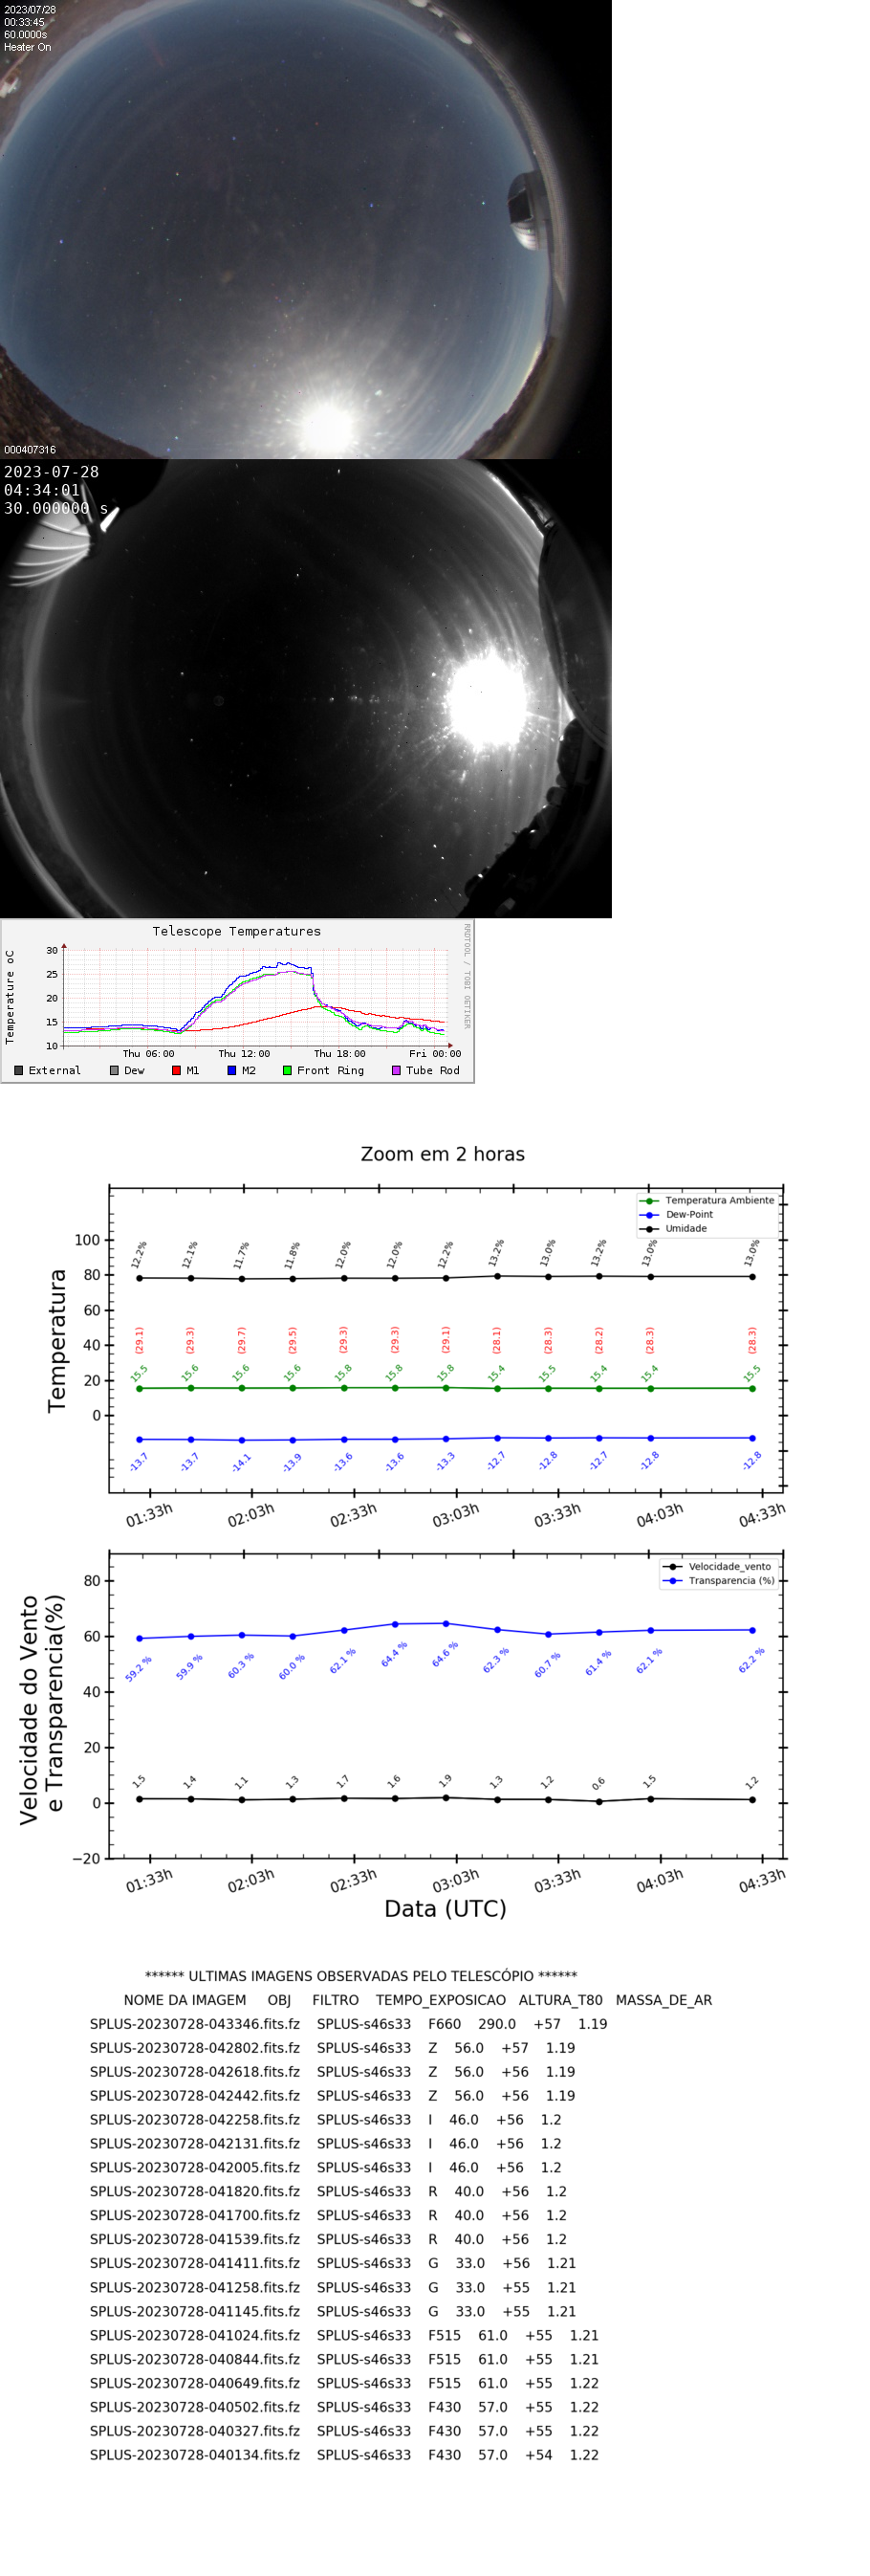 2023/07/28
00:33:45
60.0000s
Heater On
000407316
2023-07-28
04:34:01
30.000000 s
Telescope Temperatures
RRDTOOL / TOBI OETIKER
Temperature oC
30
25
20
15
10
Thu 06:00 Thu 12:00 Thu 18:00 Fri 00:00
External Dew M1 M2 Front Ring Tube Rod
Zoom em 2 horas
Temperatura Ambiente
Dew-Point
Umidade
Temperatura
100
80
60
40
20
0
12.2% 12.1% 11.7% 11.8% 12.0% 12.0% 12.2% 13.2% 13.0% 13.2% 13.0% 13.0%
(29.1) (29.3) (29.7) (29.5) (29.3) (29.3) (29.1) (28.1) (28.3) (28.2) (28.3) (28.3)
15.5 15.6 15.6 15.6 15.8 15.8 15.8 15.4 15.5 15.4 15.4 15.5
-13.7 -13.7 -14.1 -13.9 -13.6 -13.6 -13.3 -12.7 -12.8 -12.7 -12.8 -12.8
01:33h 02:03h 02:33h 03:03h 03:33h 04:03h 04:33h
Velocidade_vento
Transparencia (%)
Velocidade do Vento
e Transparencia(%)
80
60
40
20
0
−20
59.2 % 59.9 % 60.3 % 60.0 % 62.1 % 64.4 % 64.6 % 62.3 % 60.7 % 61.4 % 62.1 % 62.2 %
1.5 1.4 1.1 1.3 1.7 1.6 1.9 1.3 1.2 0.6 1.5 1.2
01:33h 02:03h 02:33h 03:03h 03:33h 04:03h 04:33h
Data (UTC)
****** ULTIMAS IMAGENS OBSERVADAS PELO TELESCÓPIO ******
NOME DA IMAGEM OBJ FILTRO TEMPO_EXPOSICAO ALTURA_T80 MASSA_DE_AR
SPLUS-20230728-043346.fits.fz SPLUS-s46s33 F660 290.0 +57 1.19
SPLUS-20230728-042802.fits.fz SPLUS-s46s33 Z 56.0 +57 1.19
SPLUS-20230728-042618.fits.fz SPLUS-s46s33 Z 56.0 +56 1.19
SPLUS-20230728-042442.fits.fz SPLUS-s46s33 Z 56.0 +56 1.19
SPLUS-20230728-042258.fits.fz SPLUS-s46s33 I 46.0 +56 1.2
SPLUS-20230728-042131.fits.fz SPLUS-s46s33 I 46.0 +56 1.2
SPLUS-20230728-042005.fits.fz SPLUS-s46s33 I 46.0 +56 1.2
SPLUS-20230728-041820.fits.fz SPLUS-s46s33 R 40.0 +56 1.2
SPLUS-20230728-041700.fits.fz SPLUS-s46s33 R 40.0 +56 1.2
SPLUS-20230728-041539.fits.fz SPLUS-s46s33 R 40.0 +56 1.2
SPLUS-20230728-041411.fits.fz SPLUS-s46s33 G 33.0 +56 1.21
SPLUS-20230728-041258.fits.fz SPLUS-s46s33 G 33.0 +55 1.21
SPLUS-20230728-041145.fits.fz SPLUS-s46s33 G 33.0 +55 1.21
SPLUS-20230728-041024.fits.fz SPLUS-s46s33 F515 61.0 +55 1.21
SPLUS-20230728-040844.fits.fz SPLUS-s46s33 F515 61.0 +55 1.21
SPLUS-20230728-040649.fits.fz SPLUS-s46s33 F515 61.0 +55 1.22
SPLUS-20230728-040502.fits.fz SPLUS-s46s33 F430 57.0 +55 1.22
SPLUS-20230728-040327.fits.fz SPLUS-s46s33 F430 57.0 +55 1.22
SPLUS-20230728-040134.fits.fz SPLUS-s46s33 F430 57.0 +54 1.22